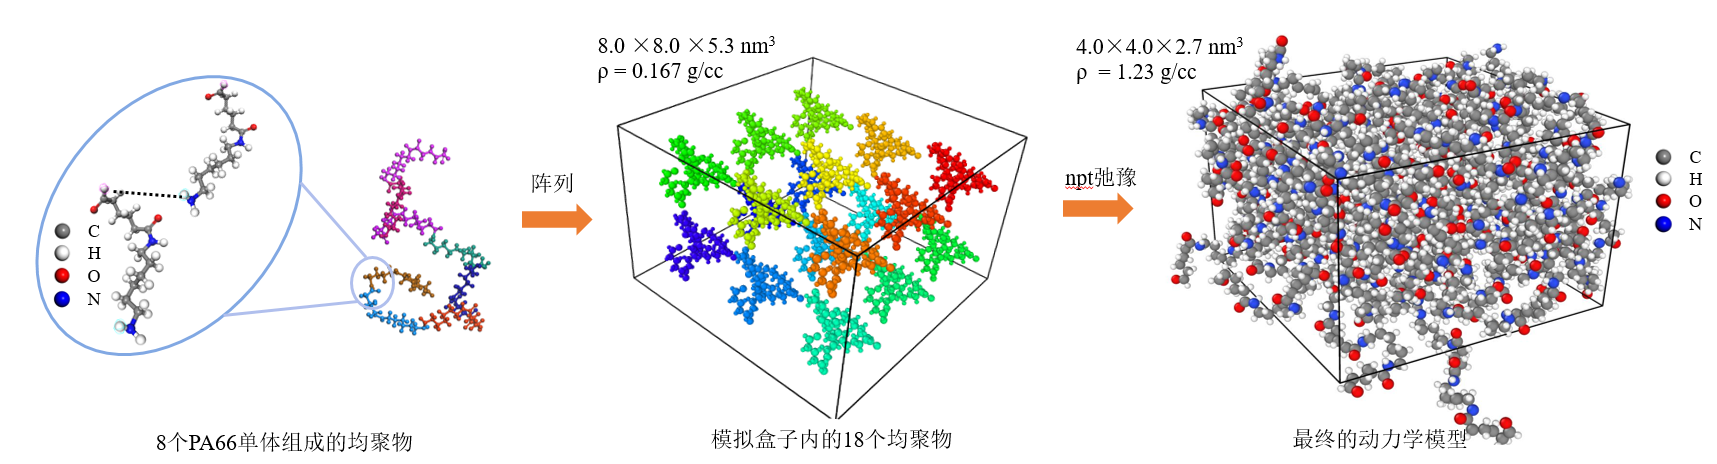 C
H
O
N
8个PA66单体组成的均聚物
阵列
8.0 ×8.0 ×5.3 nm³
ρ = 0.167 g/cc
模拟盒子内的18个均聚物
npt弛豫
4.0×4.0×2.7 nm³
ρ = 1.23 g/cc
C
H
O
N
最终的动力学模型